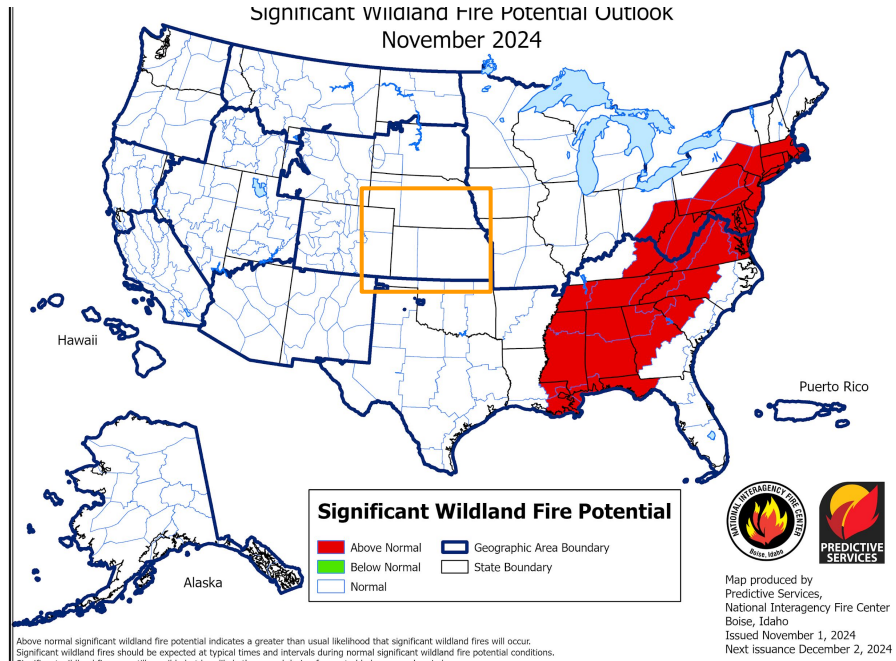 Significant Wildland Fire Potential Outlook
November 2024
Hawaii
Puerto Rico
Alaska
Significant Wildland Fire Potential
Above Normal
Below Normal
Normal
Geographic Area Boundary
State Boundary
NATIONAL INTERAGENCY FIRE CENTER
Boise, Idaho
PREDICTIVE
SERVICES
Map produced by
Predictive Services,
National Interagency Fire Center
Boise, Idaho
Issued November 1, 2024
Next issuance December 2, 2024
Above normal significant wildland fire potential indicates a greater than usual likelihood that significant wildland fires will occur.
Significant wildland fires should be expected at typical times and intervals during normal significant wildland fire potential conditions.